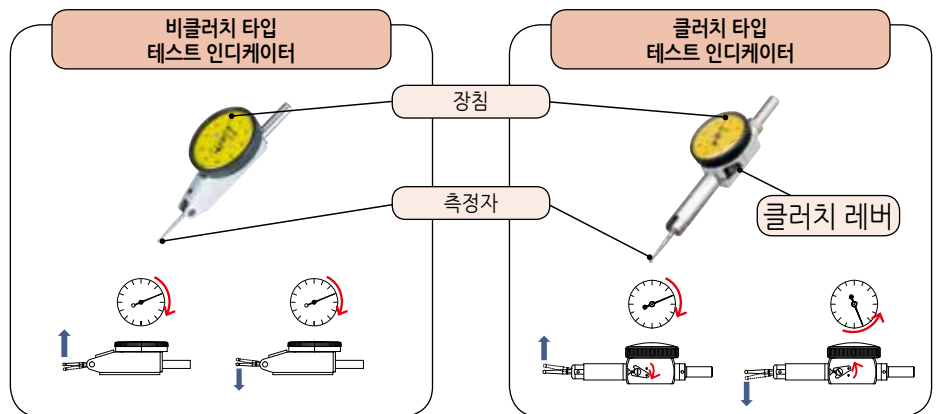 비클러치 타입
테스트 인디케이터
클러치 타입
테스트 인디케이터
장침
측정자
클러치 레버